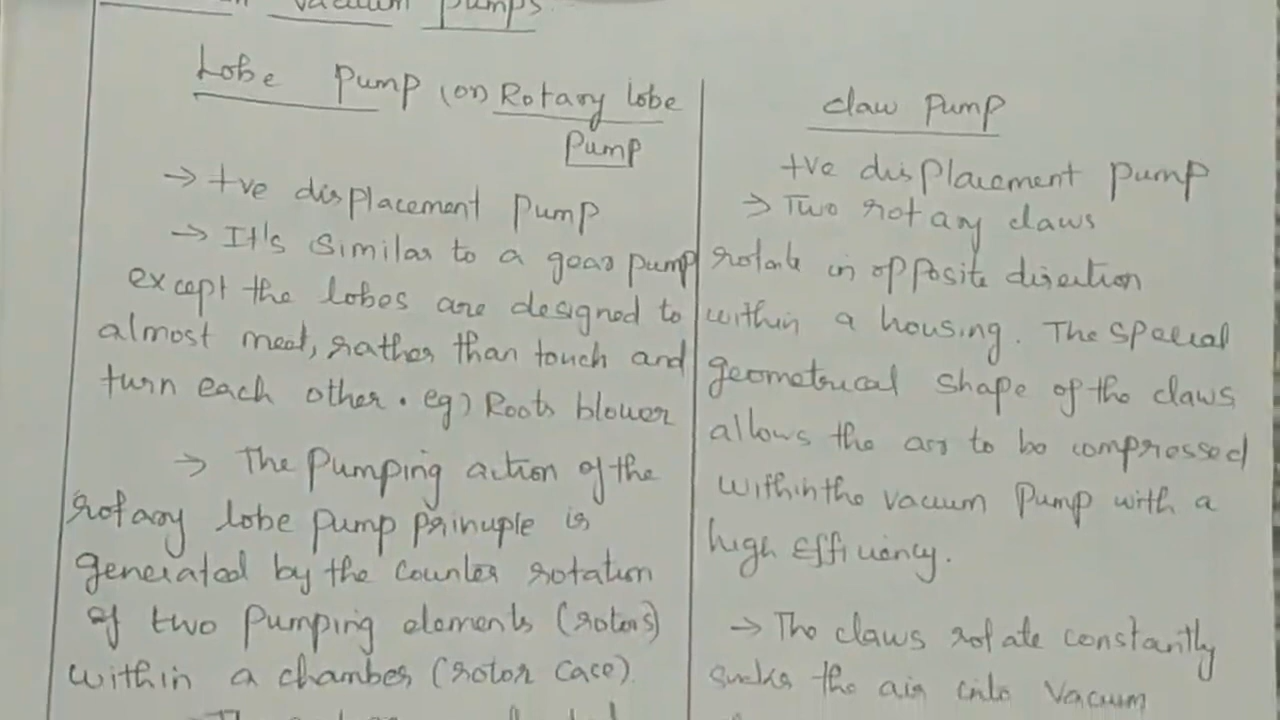 vacuum pumps
Lobe Pump (or) Rotary lobe
Pump
→ +ve displacement pump
→ It's similar to a gear pump
except the lobes are designed to
almost meet, rather than touch and
turn each other. eg) Roots blower
→ The pumping action of the
rotary lobe pump principle is
generated by the counter rotation
of two pumping elements (rotors)
within a chamber (rotor case).
claw pump
+ve displacement pump
→ Two rotary claws
rotate in opposite direction
within a housing. The special
geometrical shape of the claws
allows the air to be compressed
within the vacuum pump with a
high efficiency.
→ The claws rotate constantly
sucks the air into vacuum